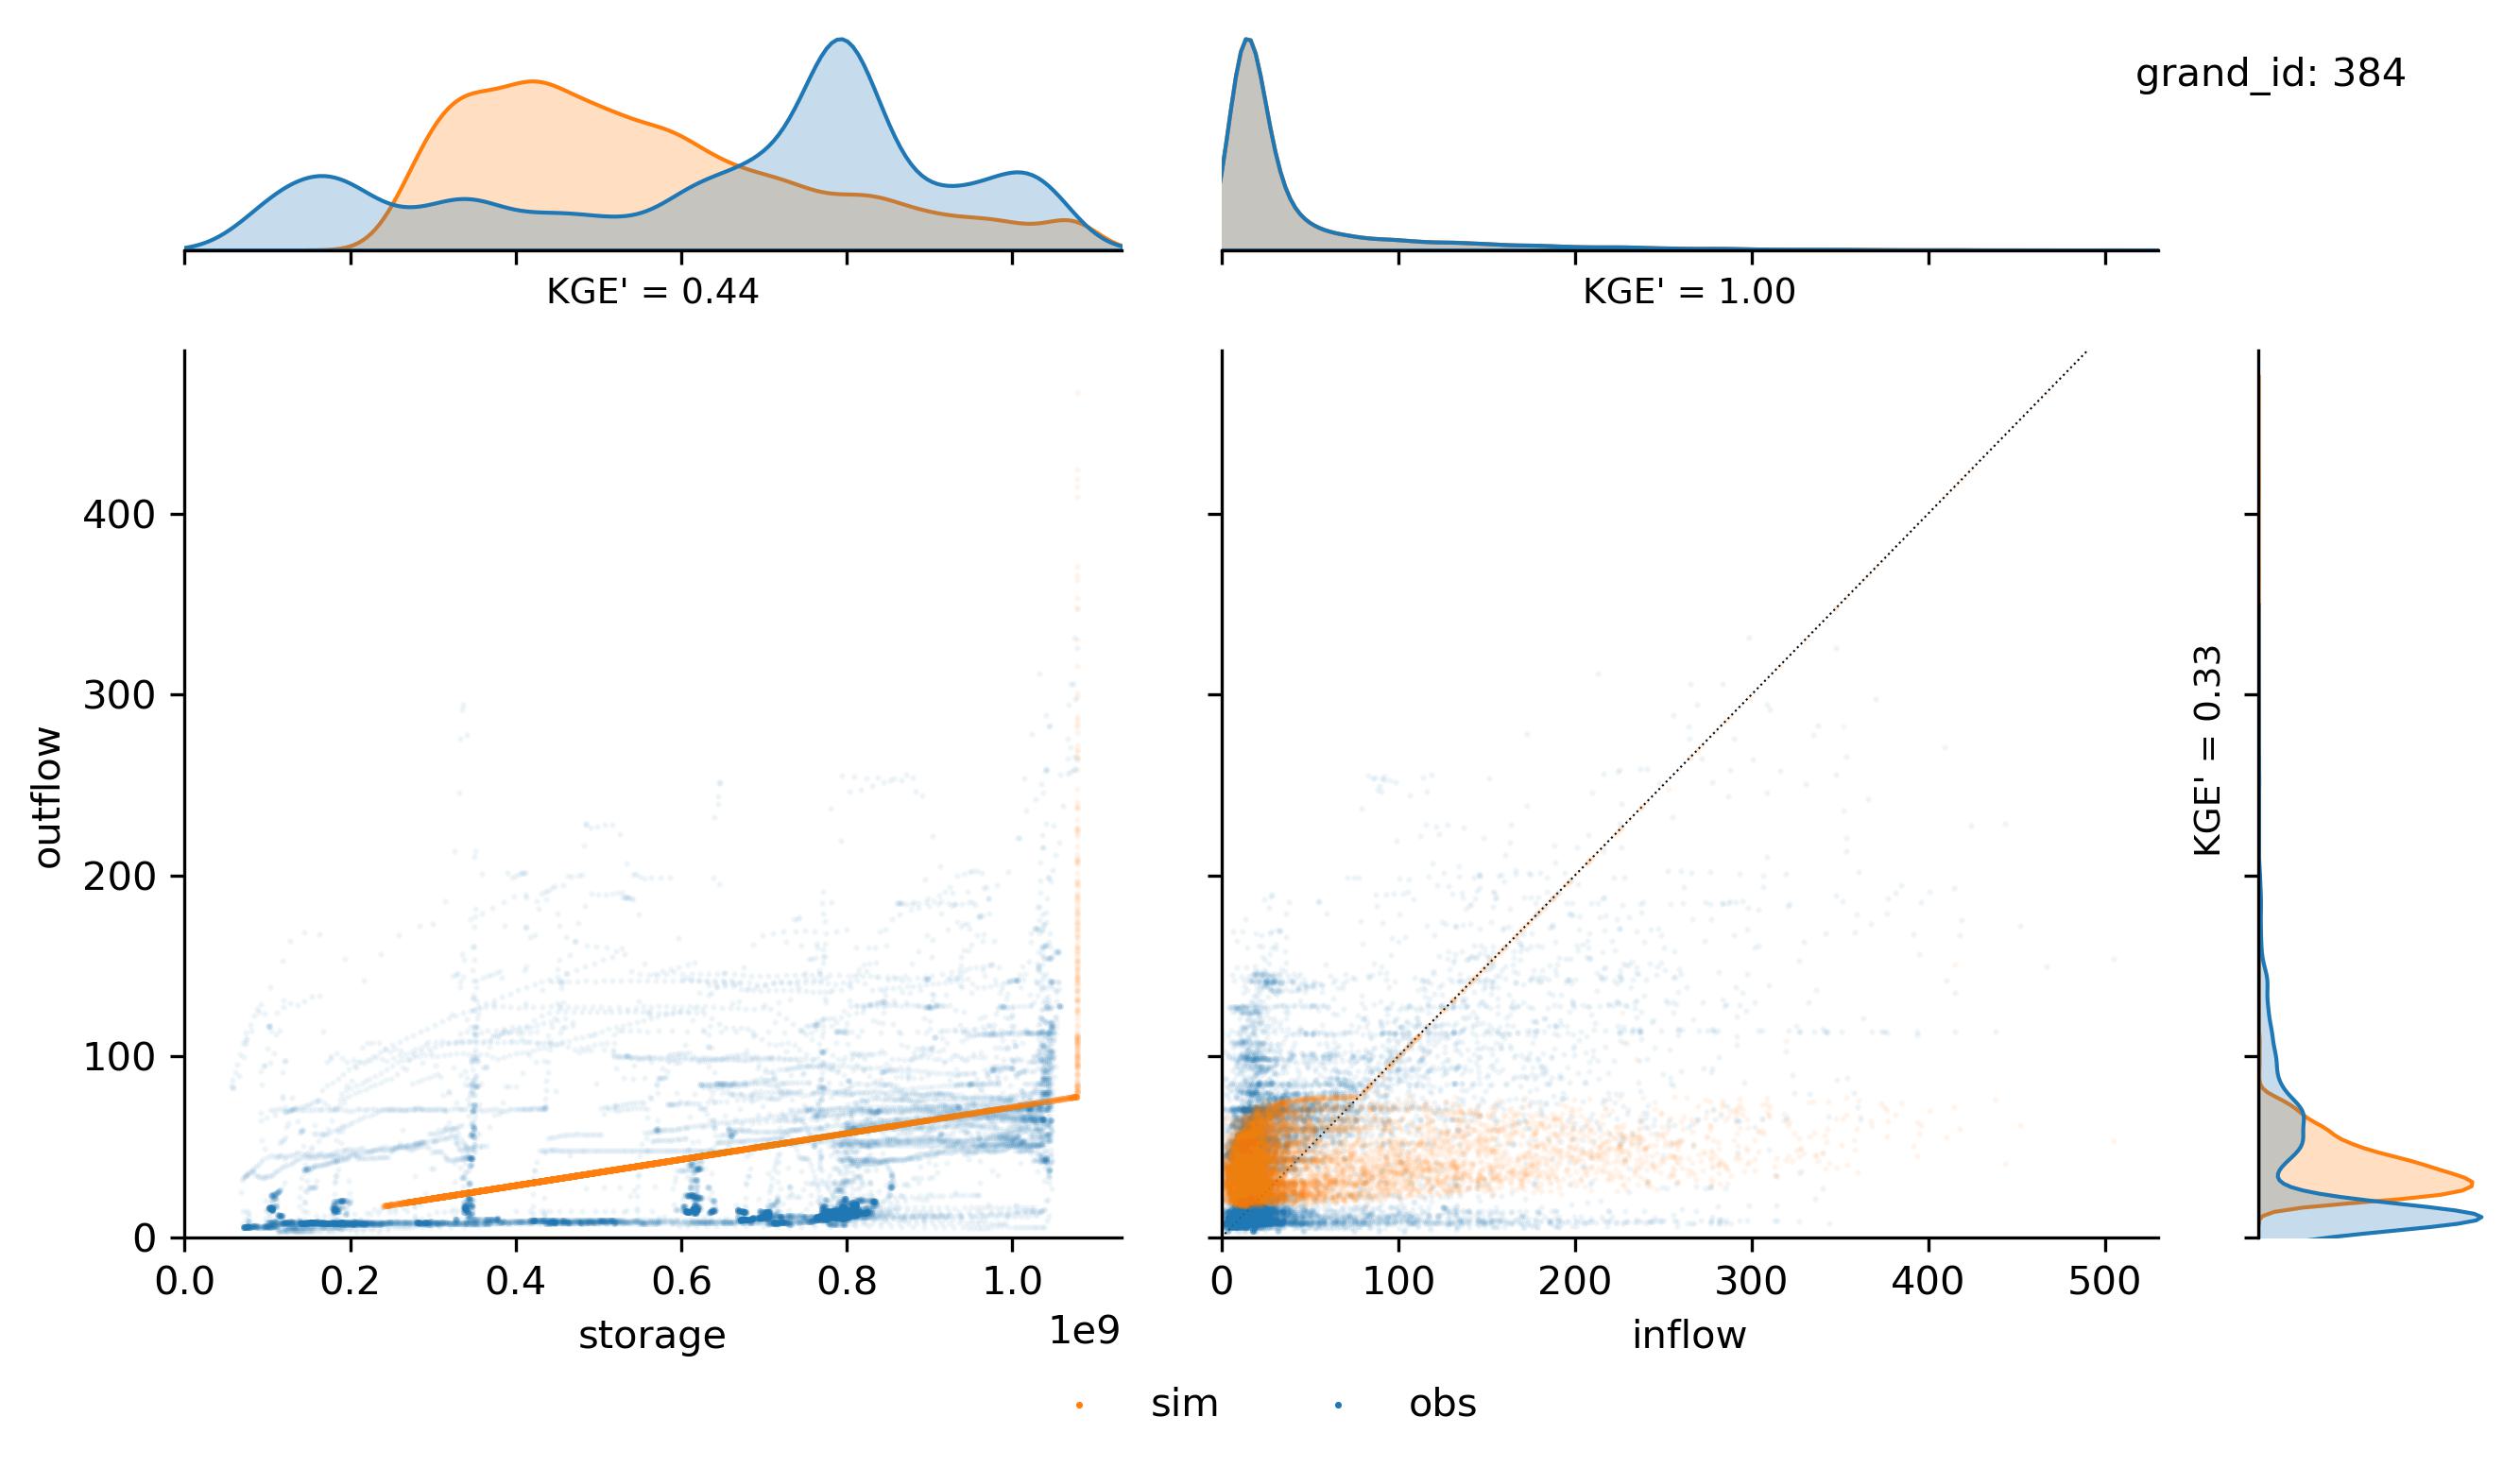 grand_id: 384
KGE' = 0.44
KGE' = 1.00
outflow
400
300
200
100
0
0.0 0.2 0.4 0.6 0.8 1.0
1e9
storage
0 100 200 300 400 500
inflow
KGE' = 0.33
sim obs